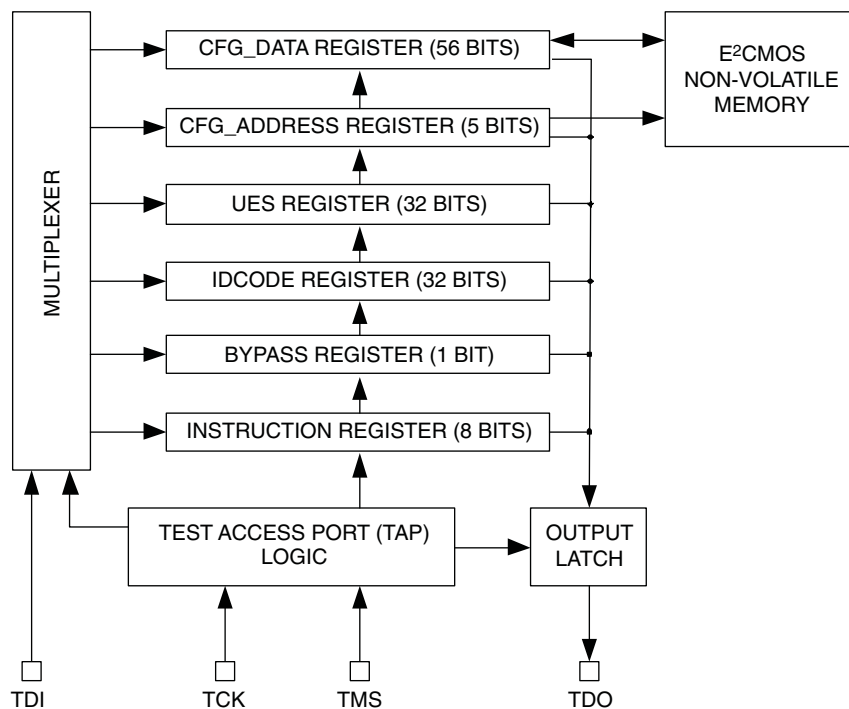 MULTIPLEXER
CFG_DATA REGISTER (56 BITS)
E²CMOS
NON-VOLATILE
MEMORY
CFG_ADDRESS REGISTER (5 BITS)
UES REGISTER (32 BITS)
IDCODE REGISTER (32 BITS)
BYPASS REGISTER (1 BIT)
INSTRUCTION REGISTER (8 BITS)
TEST ACCESS PORT (TAP)
LOGIC
OUTPUT
LATCH
TDI
TCK
TMS
TDO